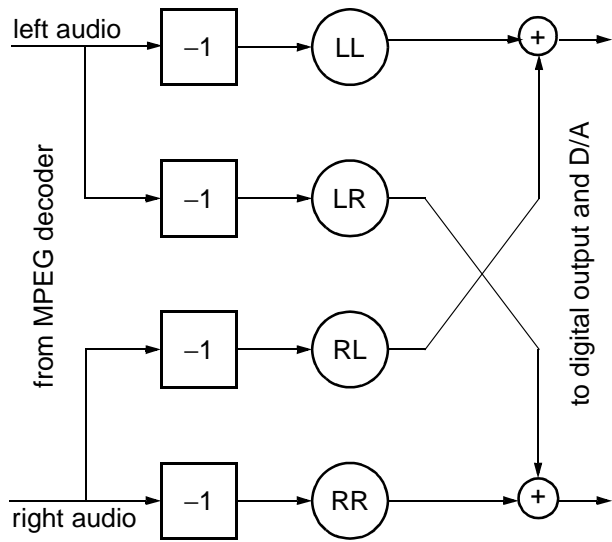 left audio
–1
LL
+
–1
LR
from MPEG decoder
to digital output and D/A
–1
RL
–1
RR
+
right audio